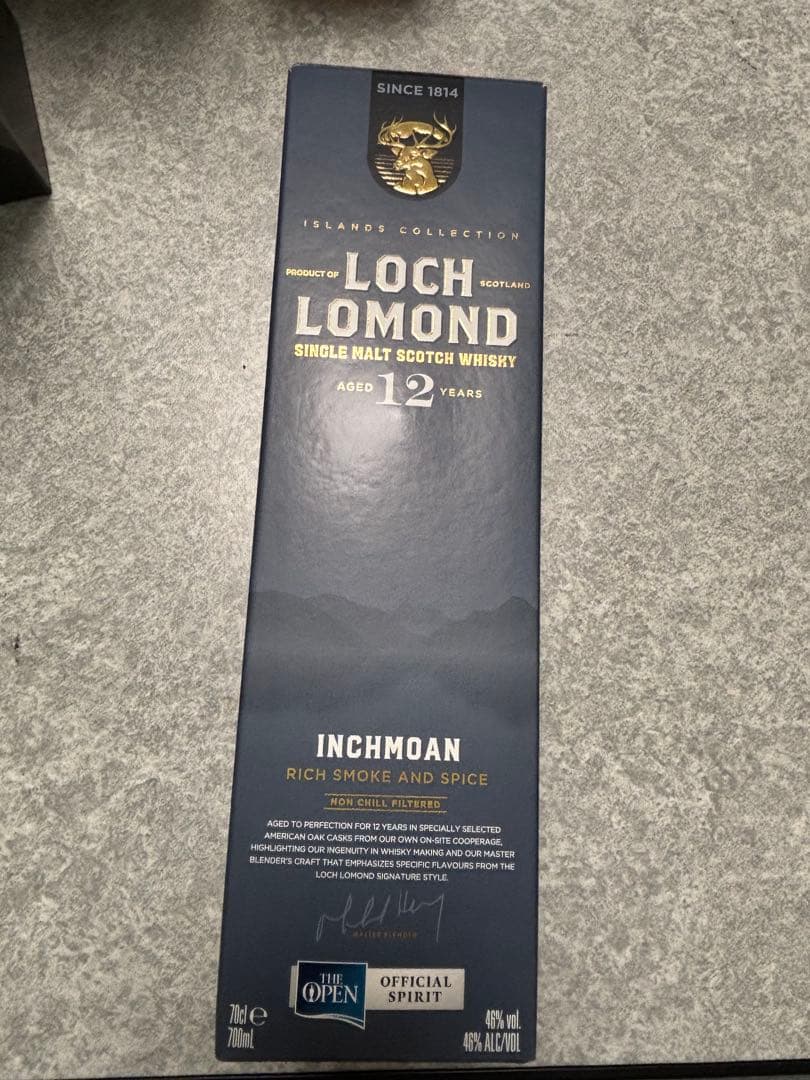 SINCE 1814
ISLANDS COLLECTION
PRODUCT OF LOCH SCOTLAND
LOMOND
SINGLE MALT SCOTCH WHISKY
AGED 12 YEARS
INCHMOAN
RICH SMOKE AND SPICE
NON CHILL FILTERED
AGED TO PERFECTION FOR 12 YEARS IN SPECIALLY SELECTED
AMERICAN OAK CASKS FROM OUR OWN ON-SITE COOPERAGE,
HIGHLIGHTING OUR INGENUITY IN WHISKY MAKING AND OUR MASTER
BLENDER'S CRAFT THAT EMPHASIZES SPECIFIC FLAVOURS FROM THE
LOCH LOMOND SIGNATURE STYLE.
MASTER BLENDER
THE OPEN
OFFICIAL SPIRIT
70cl e 46% vol.
700mL 46% ALC/VOL